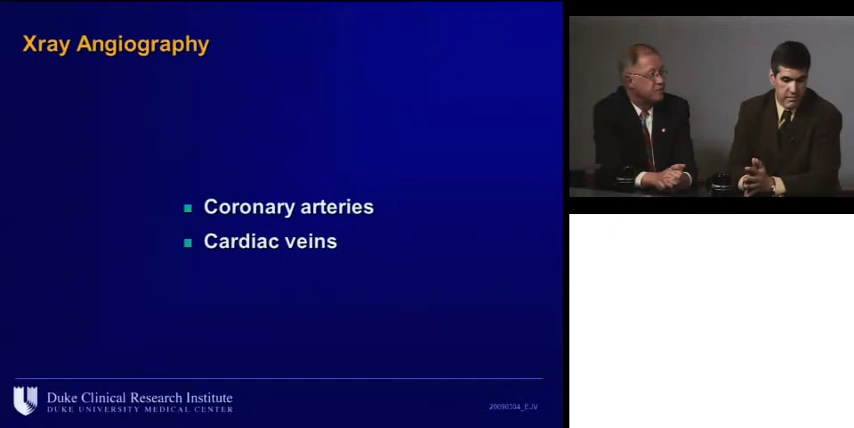 Xray Angiography
Coronary arteries
Cardiac veins
Duke Clinical Research Institute
DUKE UNIVERSITY MEDICAL CENTER
20090304_EJV